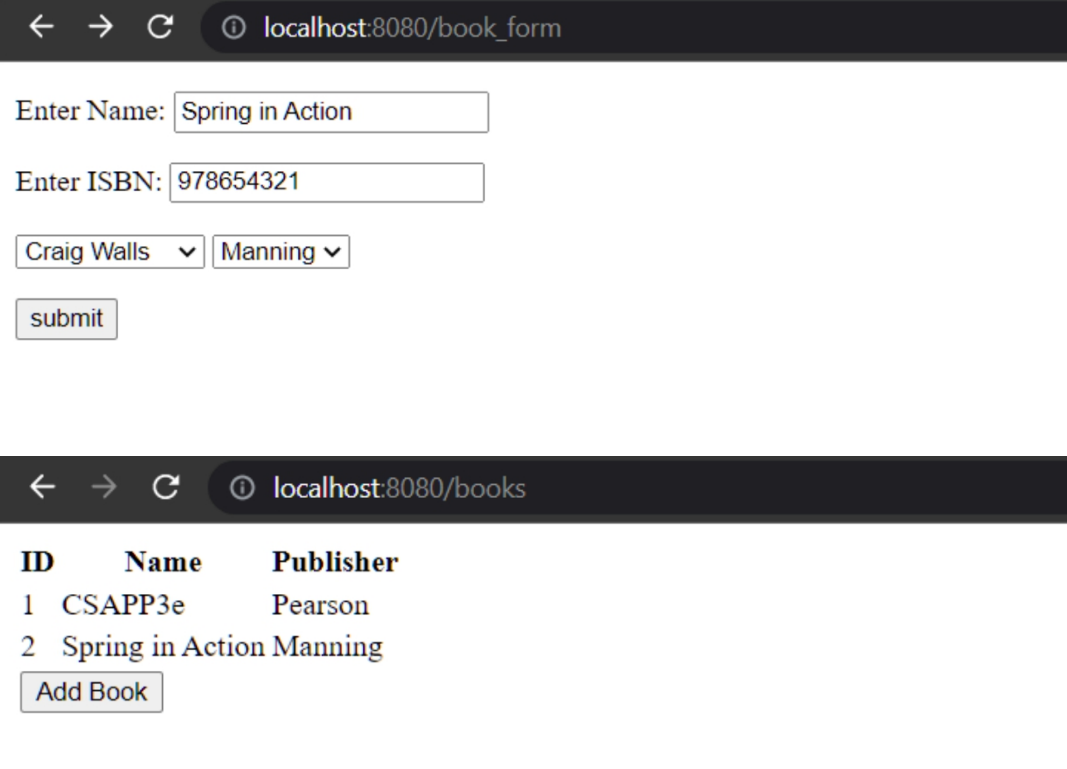 localhost:8080/book_form
Enter Name: Spring in Action
Enter ISBN: 978654321
Craig Walls Manning
submit
localhost:8080/books
ID Name Publisher
1 CSAPP3e Pearson
2 Spring in Action Manning
Add Book